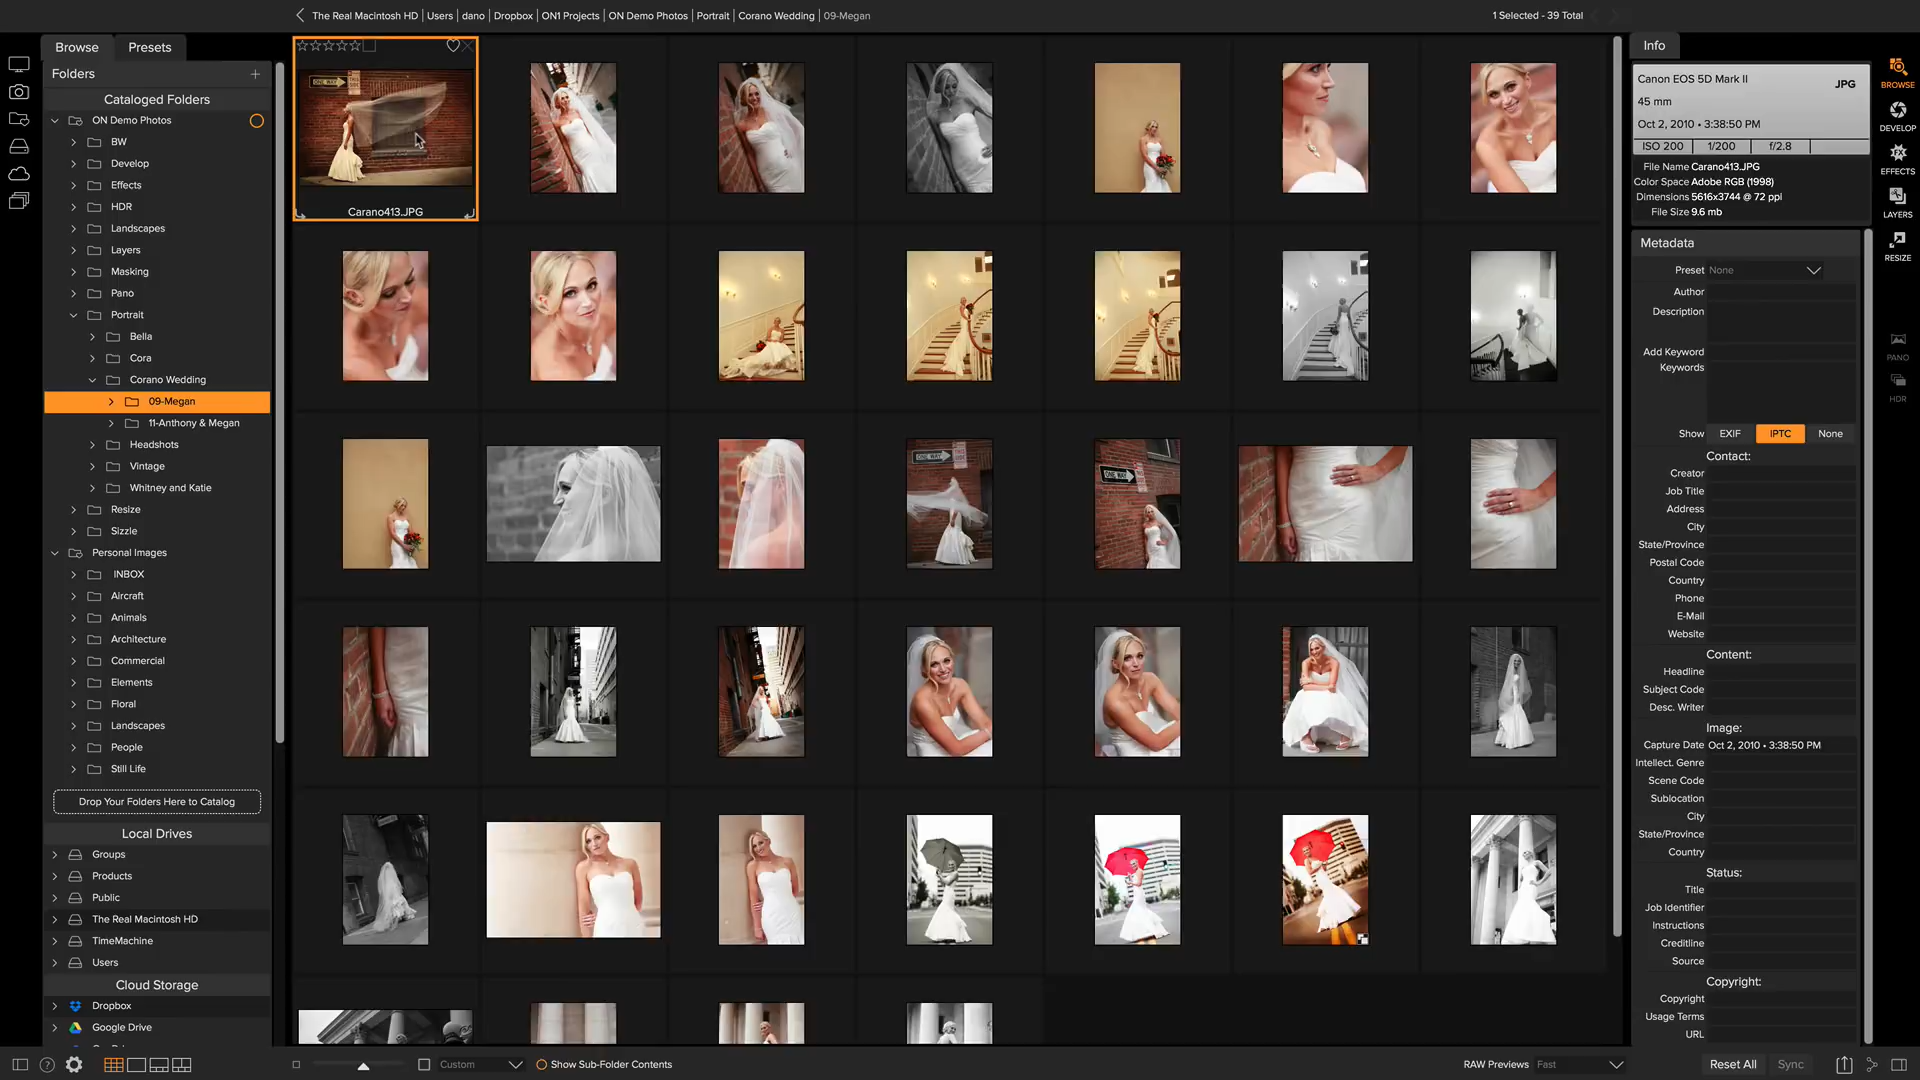 The Real Macintosh HD | Users | dano | Dropbox | ON1 Projects | ON Demo Photos | Portrait | Corano Wedding | 09-Megan
1 Selected - 39 Total
Browse
Presets
Folders
Cataloged Folders
ON Demo Photos
BW
Develop
Effects
HDR
Landscapes
Layers
Masking
Pano
Portrait
Bella
Cora
Corano Wedding
09-Megan
11-Anthony & Megan
Headshots
Vintage
Whitney and Katie
Resize
Sizzle
Personal Images
INBOX
Aircraft
Animals
Architecture
Commercial
Elements
Floral
Landscapes
People
Still Life
Drop Your Folders Here to Catalog
Local Drives
Groups
Products
Public
The Real Macintosh HD
TimeMachine
Users
Cloud Storage
Dropbox
Google Drive
ONE WAY
Carano413.JPG
ONE WAY
ONE WAY
Custom
Show Sub-Folder Contents
RAW Previews Fast
Info
Canon EOS 5D Mark II
JPG
45 mm
Oct 2, 2010 • 3:38:50 PM
ISO 200
1/200
f/2.8
File Name Carano413.JPG
Color Space Adobe RGB (1998)
Dimensions 5616x3744 @ 72 ppi
File Size 9.6 mb
Metadata
Preset None
Author
Description
Add Keyword
Keywords
Show EXIF IPTC None
Contact:
Creator
Job Title
Address
City
State/Province
Postal Code
Country
Phone
E-Mail
Website
Content:
Headline
Subject Code
Desc. Writer
Image:
Capture Date Oct 2, 2010 • 3:38:50 PM
Intellect. Genre
Scene Code
Sublocation
City
State/Province
Country
Status:
Title
Job Identifier
Instructions
Creditline
Source
Copyright:
Copyright
Usage Terms
URL
Reset All
Sync
BROWSE
DEVELOP
EFFECTS
LAYERS
RESIZE
PANO
HDR